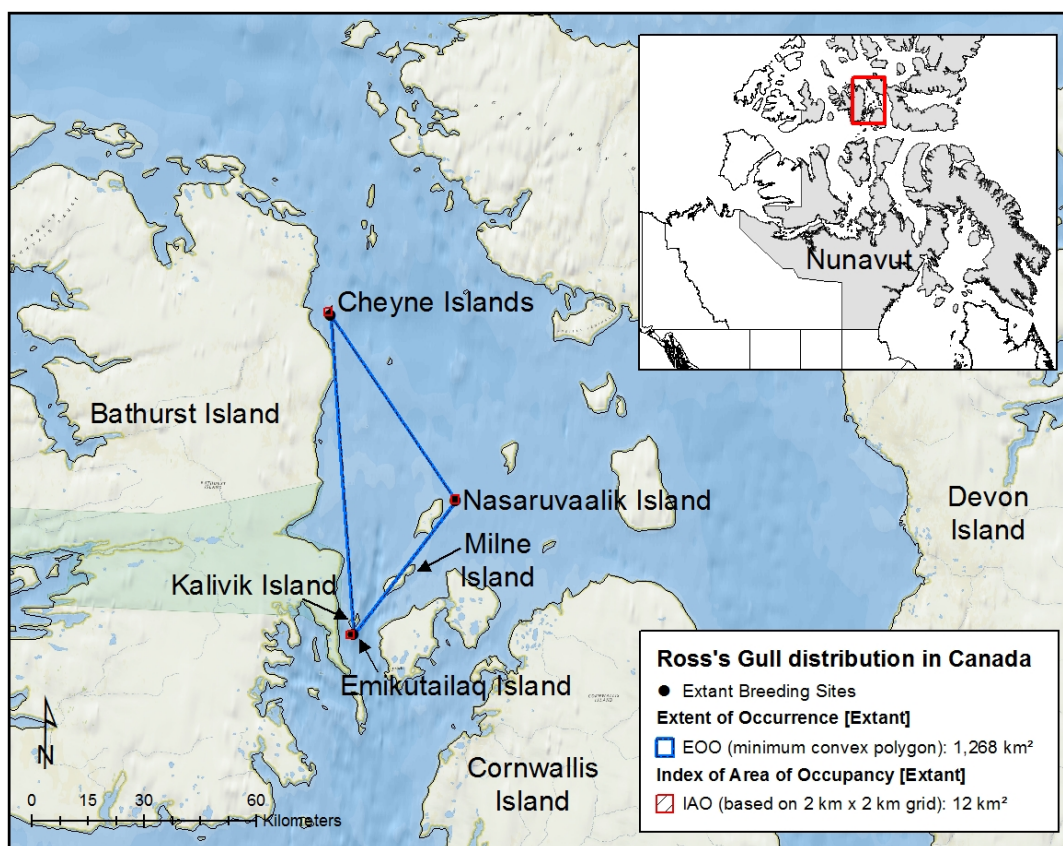 Nunavut
Cheyne Islands
Bathurst Island
Nasaruvaalik Island
Devon
Island
Milne
Island
Kalivik Island
Emikutailaq Island
Cornwallis
Island
N
0 15 30 60
Kilometers
Ross's Gull distribution in Canada
Extant Breeding Sites
Extent of Occurrence [Extant]
EOO (minimum convex polygon): 1,268 km²
Index of Area of Occupancy [Extant]
IAO (based on 2 km x 2 km grid): 12 km²